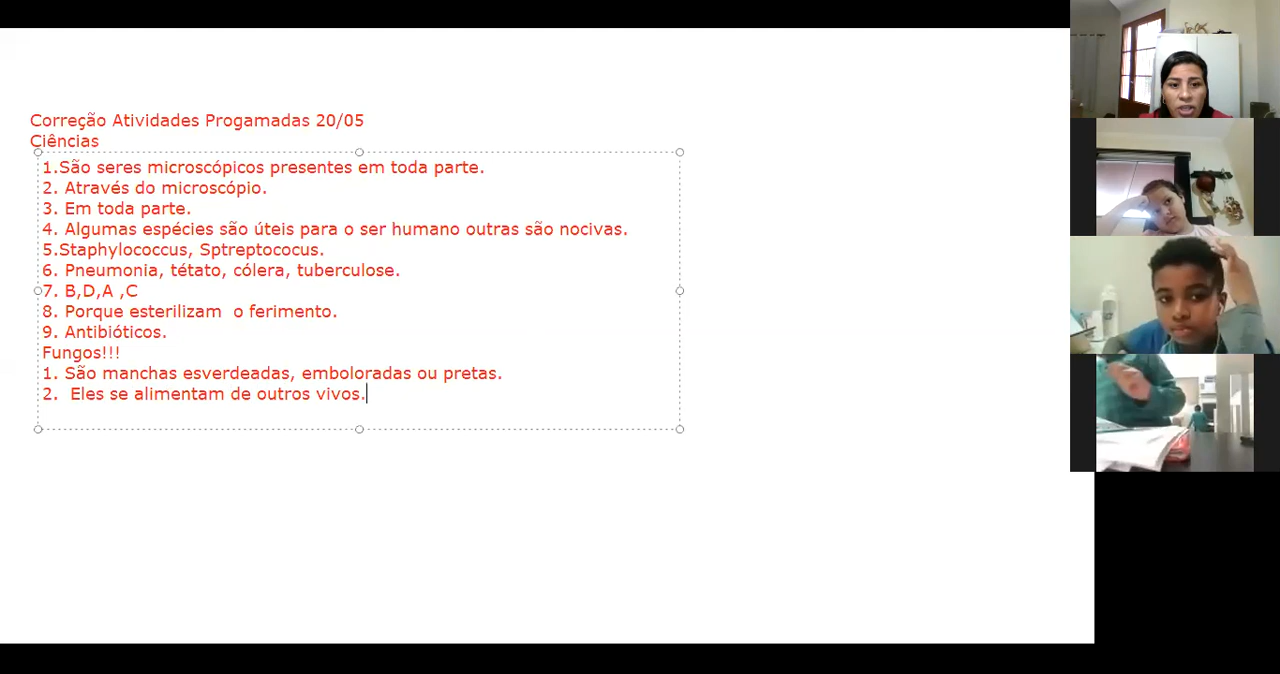 Correção Atividades Progamadas 20/05
Ciências
1.São seres microscópicos presentes em toda parte.
2. Através do microscópio.
3. Em toda parte.
4. Algumas espécies são úteis para o ser humano outras são nocivas.
5.Staphylococcus, Sptreptococus.
6. Pneumonia, tétato, cólera, tuberculose.
7. B,D,A ,C
8. Porque esterilizam  o ferimento.
9. Antibióticos.
Fungos!!!
1. São manchas esverdeadas, emboloradas ou pretas.
2.  Eles se alimentam de outros vivos.